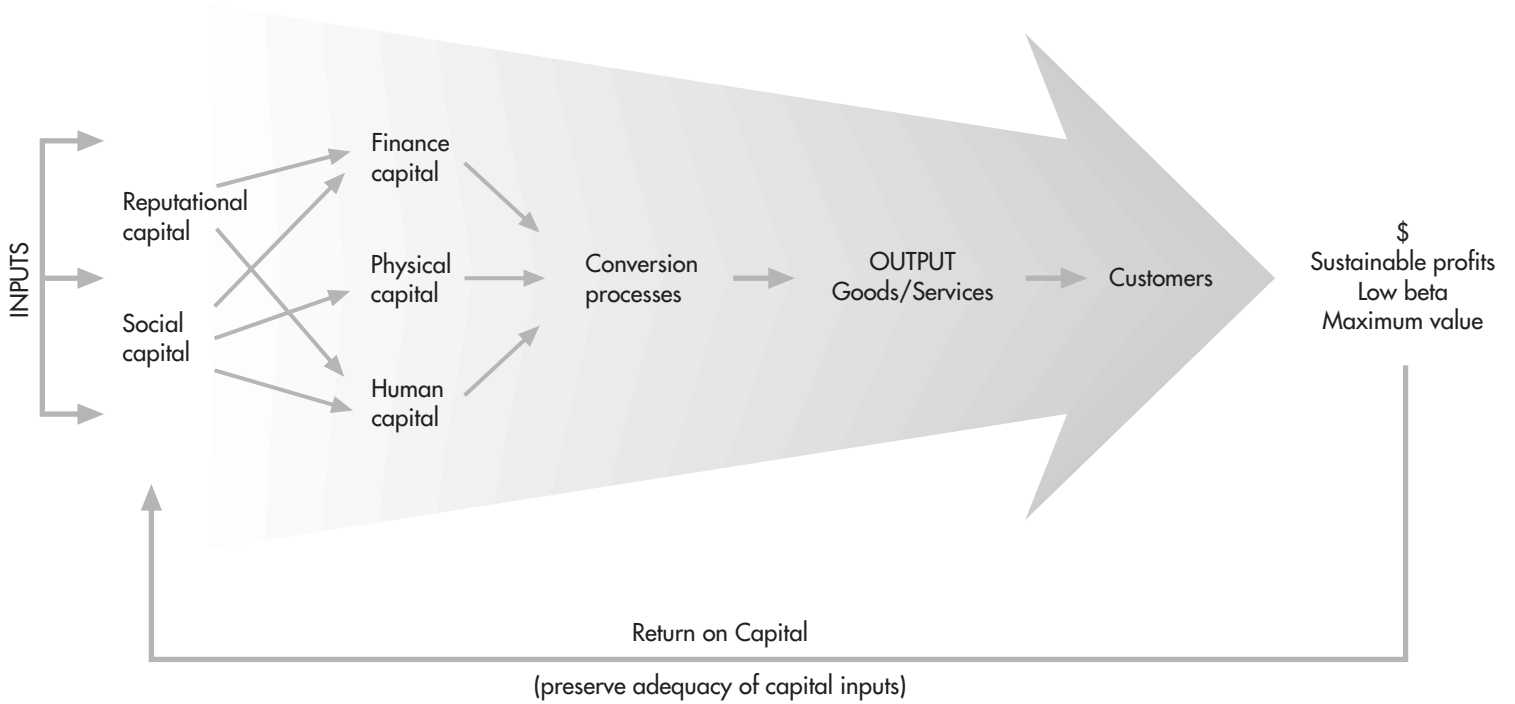 INPUTS
Reputational
capital
Social
capital
Finance
capital
Physical
capital
Human
capital
Conversion
processes
OUTPUT
Goods/Services
Customers
$
Sustainable profits
Low beta
Maximum value
Return on Capital
(preserve adequacy of capital inputs)